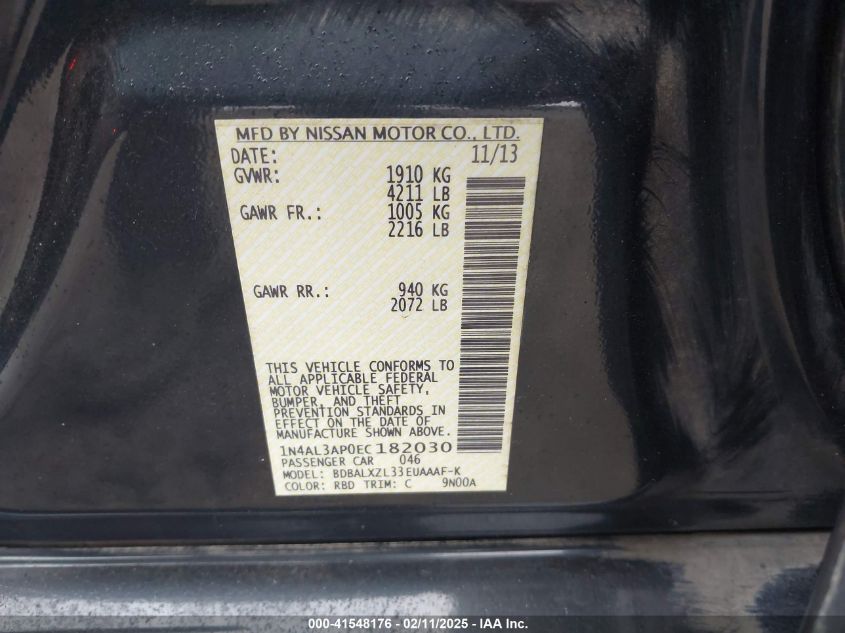 MFD BY NISSAN MOTOR CO., LTD.
DATE: 11/13
GVWR: 1910 KG
4211 LB
GAWR FR.: 1005 KG
2216 LB
GAWR RR.: 940 KG
2072 LB
THIS VEHICLE CONFORMS TO
ALL APPLICABLE FEDERAL
MOTOR VEHICLE SAFETY,
BUMPER, AND THEFT
PREVENTION STANDARDS IN
EFFECT ON THE DATE OF
MANUFACTURE SHOWN ABOVE.
1N4AL3AP0EC182030
PASSENGER CAR 046
MODEL: BDBALXZL33EUAAAF-K
COLOR: RBD TRIM: C 9N00A
000-41548176 - 02/11/2025 - IAA Inc.